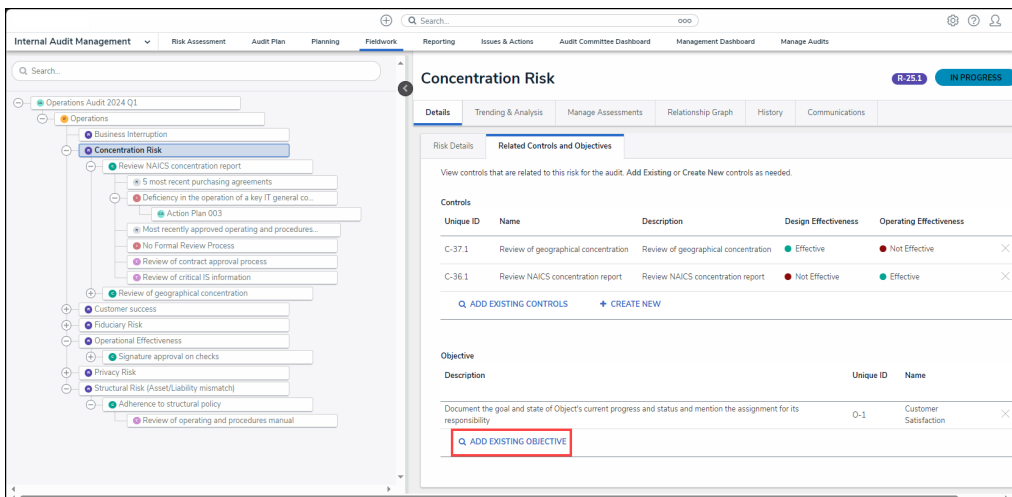 Search...
Internal Audit Management
Risk Assessment
Audit Plan
Planning
Fieldwork
Reporting
Issues & Actions
Audit Committee Dashboard
Management Dashboard
Manage Audits
Search...
Operations Audit 2024 Q1
Operations
Business Interruption
Concentration Risk
Review NAICS concentration report
5 most recent purchasing agreements
Deficiency in the operation of a key IT general co...
Action Plan 003
Most recently approved operating and procedures...
No Formal Review Process
Review of contract approval process
Review of critical IS information
Review of geographical concentration
Customer success
Fiduciary Risk
Operational Effectiveness
Signature approval on checks
Privacy Risk
Structural Risk (Asset/Liability mismatch)
Adherence to structural policy
Review of operating and procedures manual
Concentration Risk
R-25.1
IN PROGRESS
Details
Trending & Analysis
Manage Assessments
Relationship Graph
History
Communications
Risk Details
Related Controls and Objectives
View controls that are related to this risk for the audit. Add Existing or Create New controls as needed.
Controls
Unique ID Name Description Design Effectiveness Operating Effectiveness
C-37.1 Review of geographical concentration Review of geographical concentration Effective Not Effective
C-36.1 Review NAICS concentration report Review NAICS concentration report Not Effective Effective
ADD EXISTING CONTROLS + CREATE NEW
Objective
Description Unique ID Name
Document the goal and state of Object's current progress and status and mention the assignment for its
responsibility
O-1
Customer
Satisfaction
ADD EXISTING OBJECTIVE